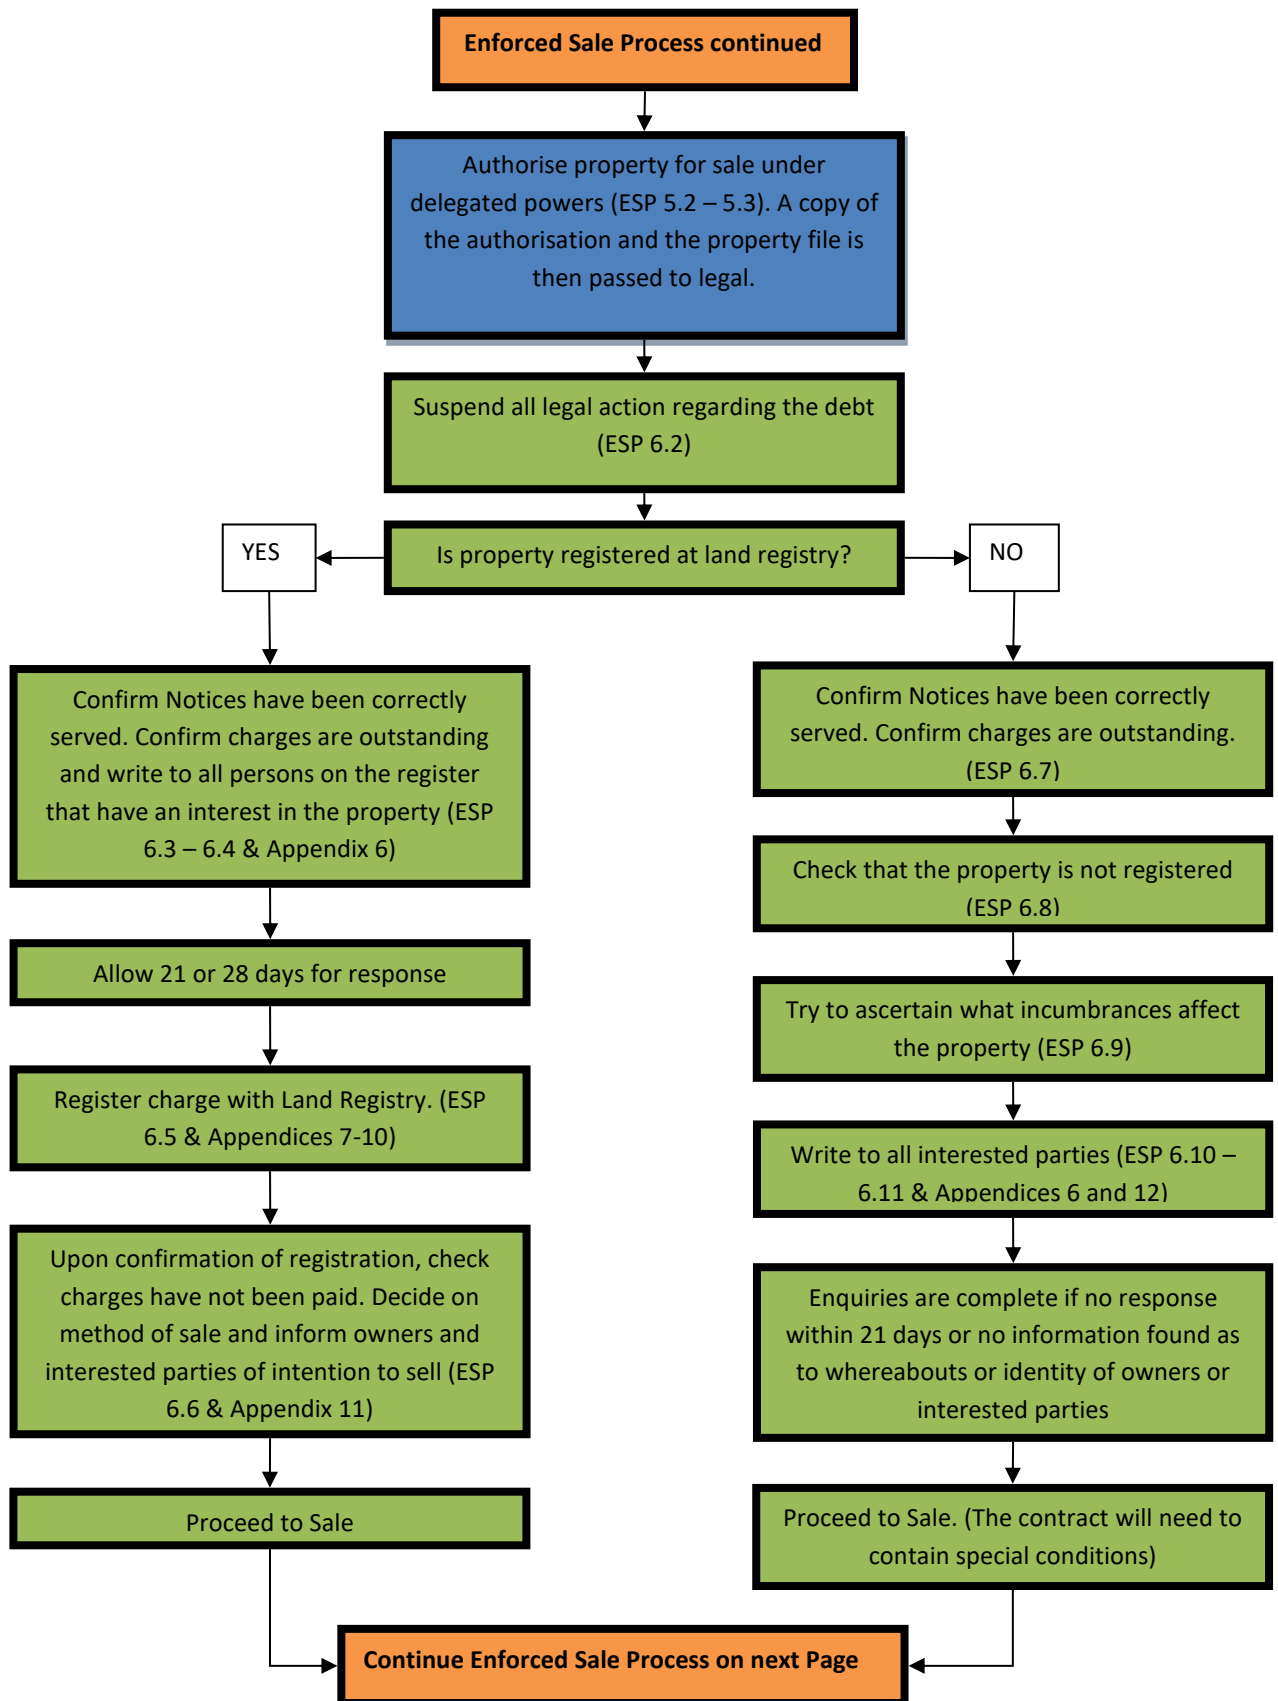 Enforced Sale Process continued
Authorise property for sale under
delegated powers (ESP 5.2 – 5.3). A copy of
the authorisation and the property file is
then passed to legal.
Suspend all legal action regarding the debt
(ESP 6.2)
YES
Is property registered at land registry?
NO
Confirm Notices have been correctly
served. Confirm charges are outstanding
and write to all persons on the register
that have an interest in the property (ESP
6.3 – 6.4 & Appendix 6)
Allow 21 or 28 days for response
Register charge with Land Registry. (ESP
6.5 & Appendices 7-10)
Upon confirmation of registration, check
charges have not been paid. Decide on
method of sale and inform owners and
interested parties of intention to sell (ESP
6.6 & Appendix 11)
Proceed to Sale
Confirm Notices have been correctly
served. Confirm charges are outstanding.
(ESP 6.7)
Check that the property is not registered
(ESP 6.8)
Try to ascertain what incumbrances affect
the property (ESP 6.9)
Write to all interested parties (ESP 6.10 –
6.11 & Appendices 6 and 12)
Enquiries are complete if no response
within 21 days or no information found as
to whereabouts or identity of owners or
interested parties
Proceed to Sale. (The contract will need to
contain special conditions)
Continue Enforced Sale Process on next Page